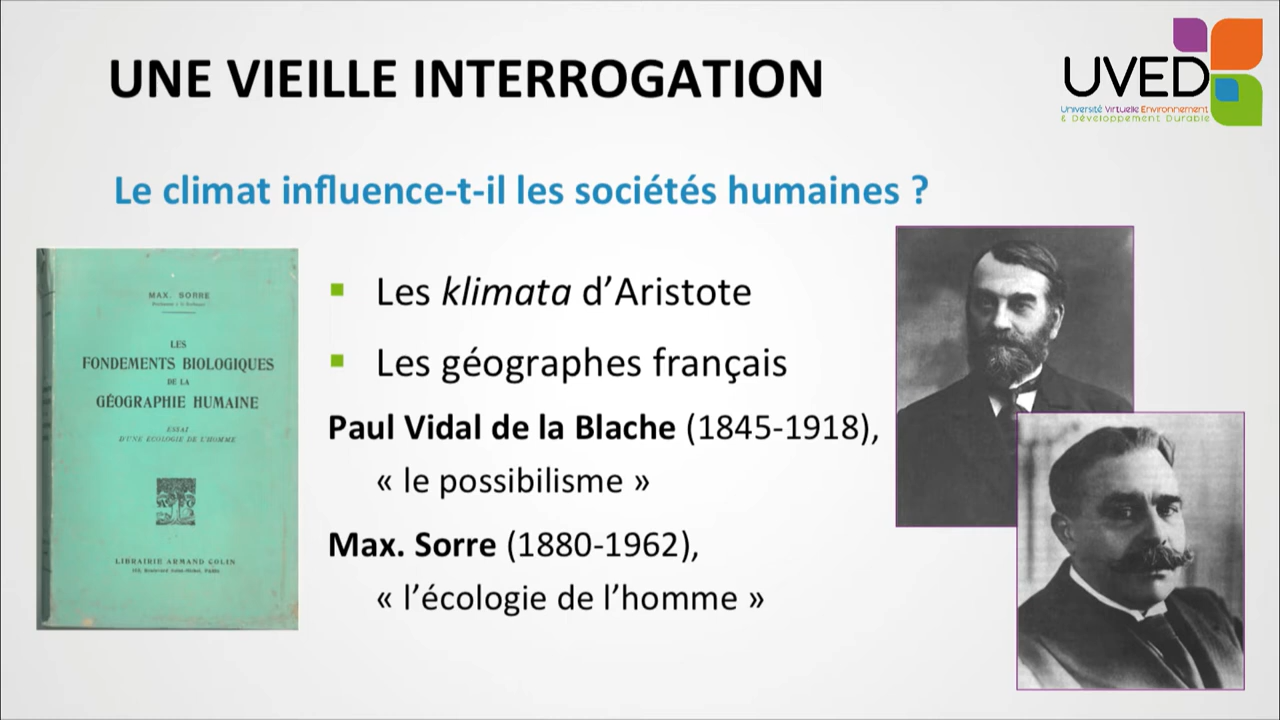 UNE VIEILLE INTERROGATION
UVED
Université Virtuelle Environnement
& Développement Durable
Le climat influence-t-il les sociétés humaines ?
MAX. SORRE
LES
FONDEMENTS BIOLOGIQUES
DE LA
GÉOGRAPHIE HUMAINE
ESSAI
D'UNE ÉCOLOGIE DE L'HOMME
LIBRAIRIE ARMAND COLIN
▪ Les klimata d'Aristote
▪ Les géographes français
Paul Vidal de la Blache (1845-1918),
« le possibilisme »
Max. Sorre (1880-1962),
« l'écologie de l'homme »